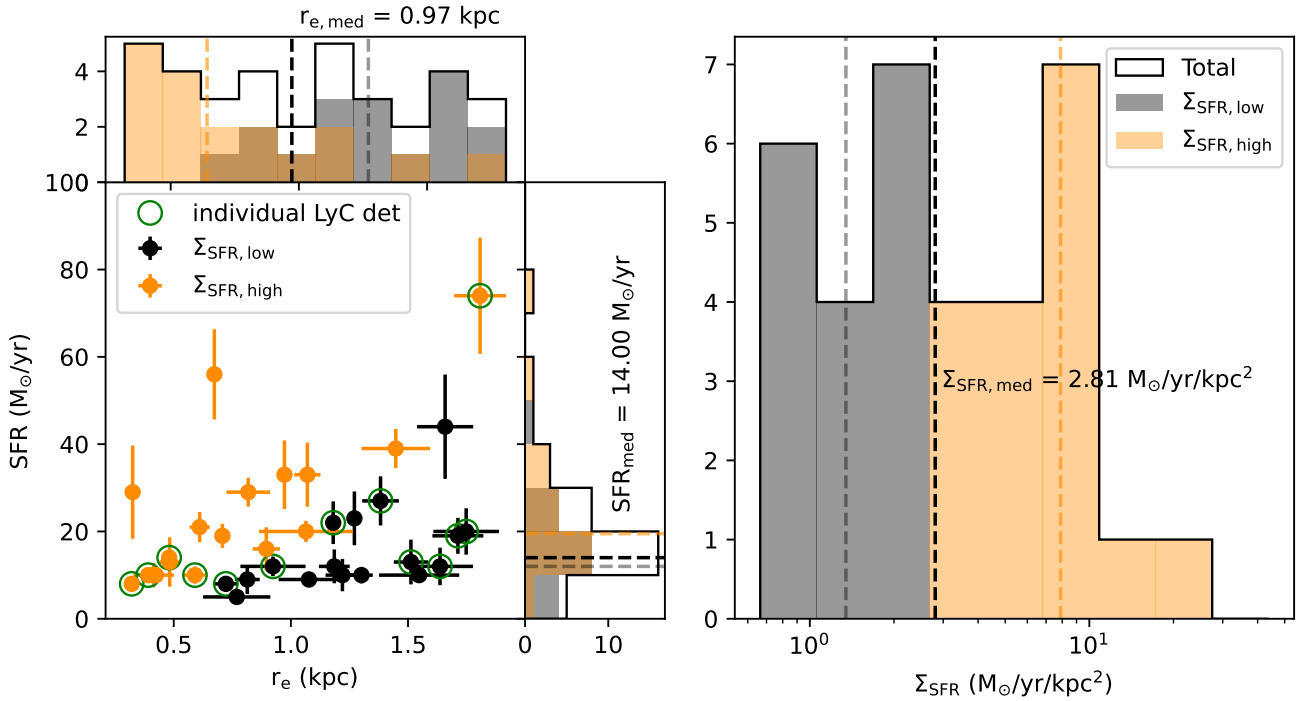 r_e, med = 0.97 kpc
4
2
100
0
individual LyC det
Σ_SFR, low
Σ_SFR, high
80
60
40
20
0
SFR (M⊙/yr)
0.5
1.0
1.5
r_e (kpc)
SFR_med = 14.00 M⊙/yr
0
10
7
6
5
4
3
2
1
0
Total
Σ_SFR, low
Σ_SFR, high
Σ_SFR, med = 2.81 M⊙/yr/kpc²
10⁰
10¹
Σ_SFR (M⊙/yr/kpc²)